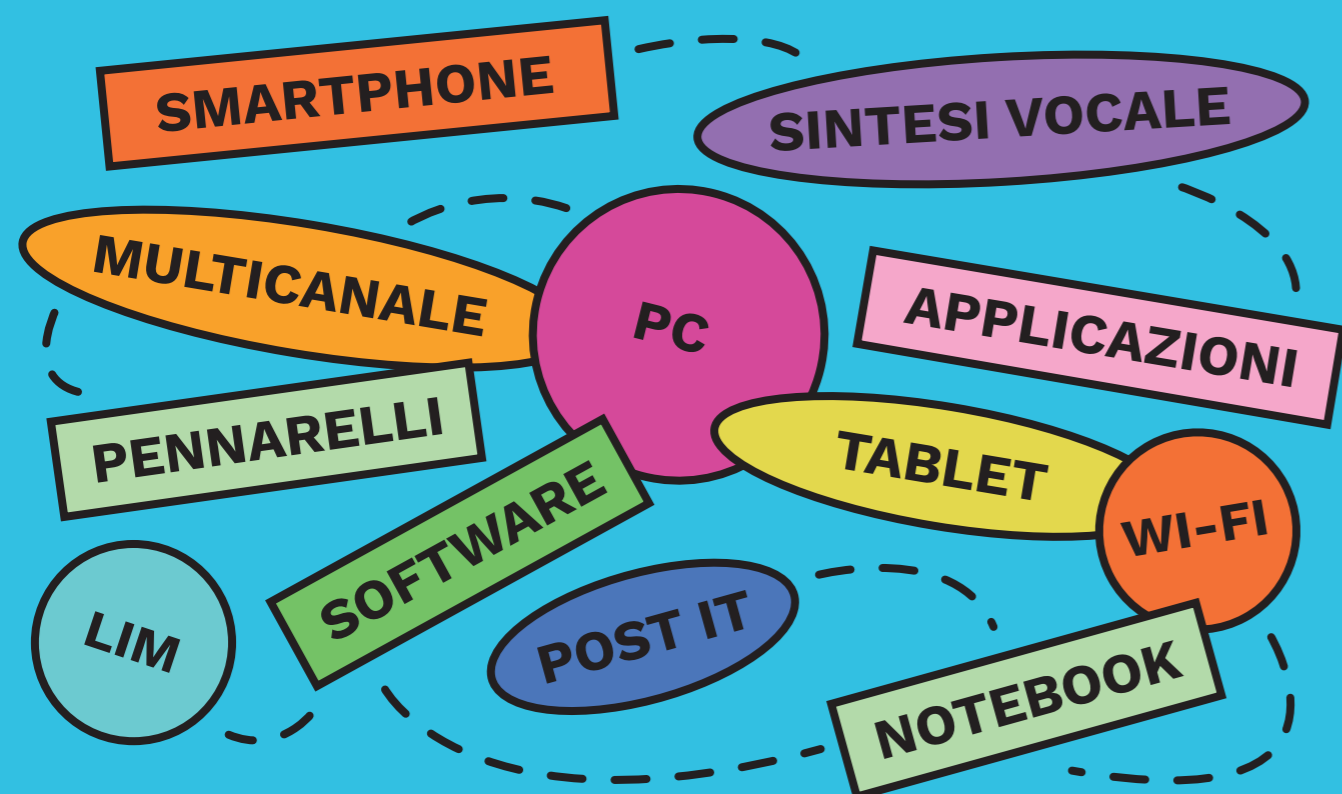 SMARTPHONE
SINTESI VOCALE
MULTICANALE
PC
APPLICAZIONI
PENNARELLI
TABLET
SOFTWARE
WI-FI
LIM
POST IT
NOTEBOOK